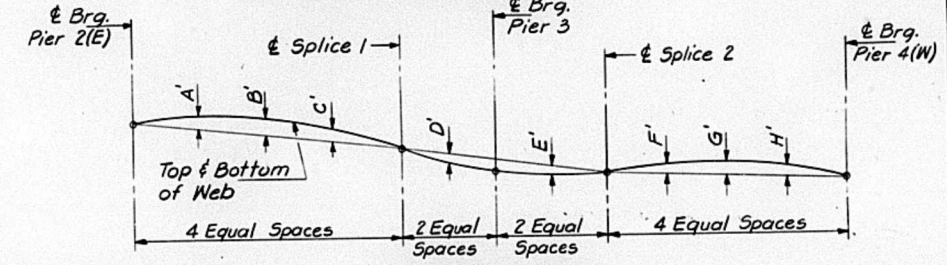 ℄ Brg.
Pier 2(E)
℄ Splice 1
℄ Brg.
Pier 3
℄ Splice 2
℄ Brg.
Pier 4(W)
A'
B'
C'
D'
E'
F'
G'
H'
Top & Bottom
of Web
4 Equal Spaces
2 Equal
Spaces
2 Equal
Spaces
4 Equal Spaces